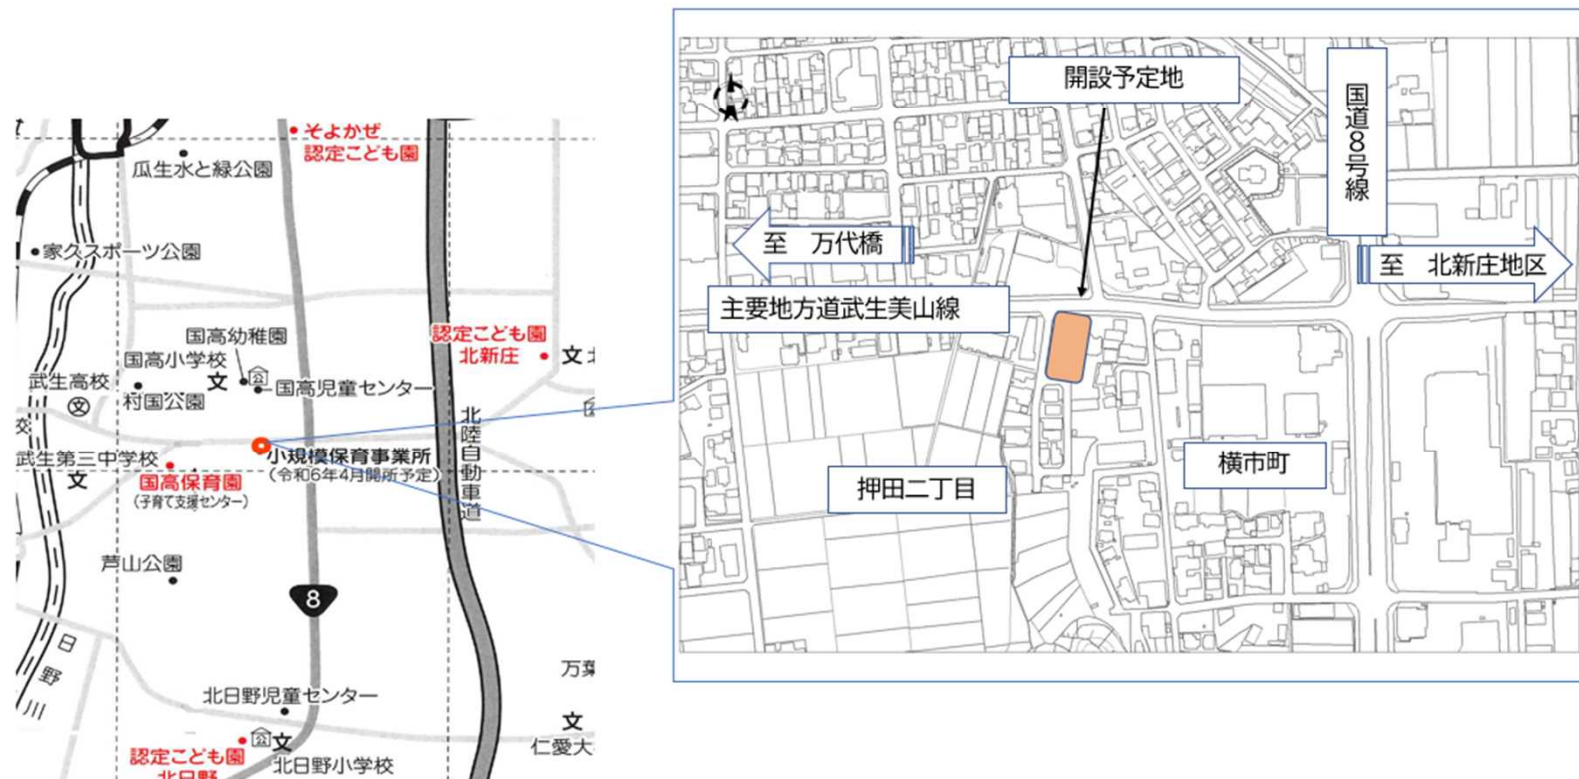 そよかぜ
認定こども園
瓜生水と緑公園
家久スポーツ公園
国高幼稚園
国高小学校
文
公
国高児童センター
武生高校
文
村国公園
認定こども園
北新庄
文
武生第三中学校
文
国高保育園
(子育て支援センター)
小規模保育事業所
(令和6年4月開所予定)
北陸自動車道
芦山公園
8
日野川
北日野児童センター
公
文
認定こども園
北日野
北日野小学校
万葉
文
仁愛大
開設予定地
国道8号線
至 万代橋
至 北新庄地区
主要地方道武生美山線
押田二丁目
横市町